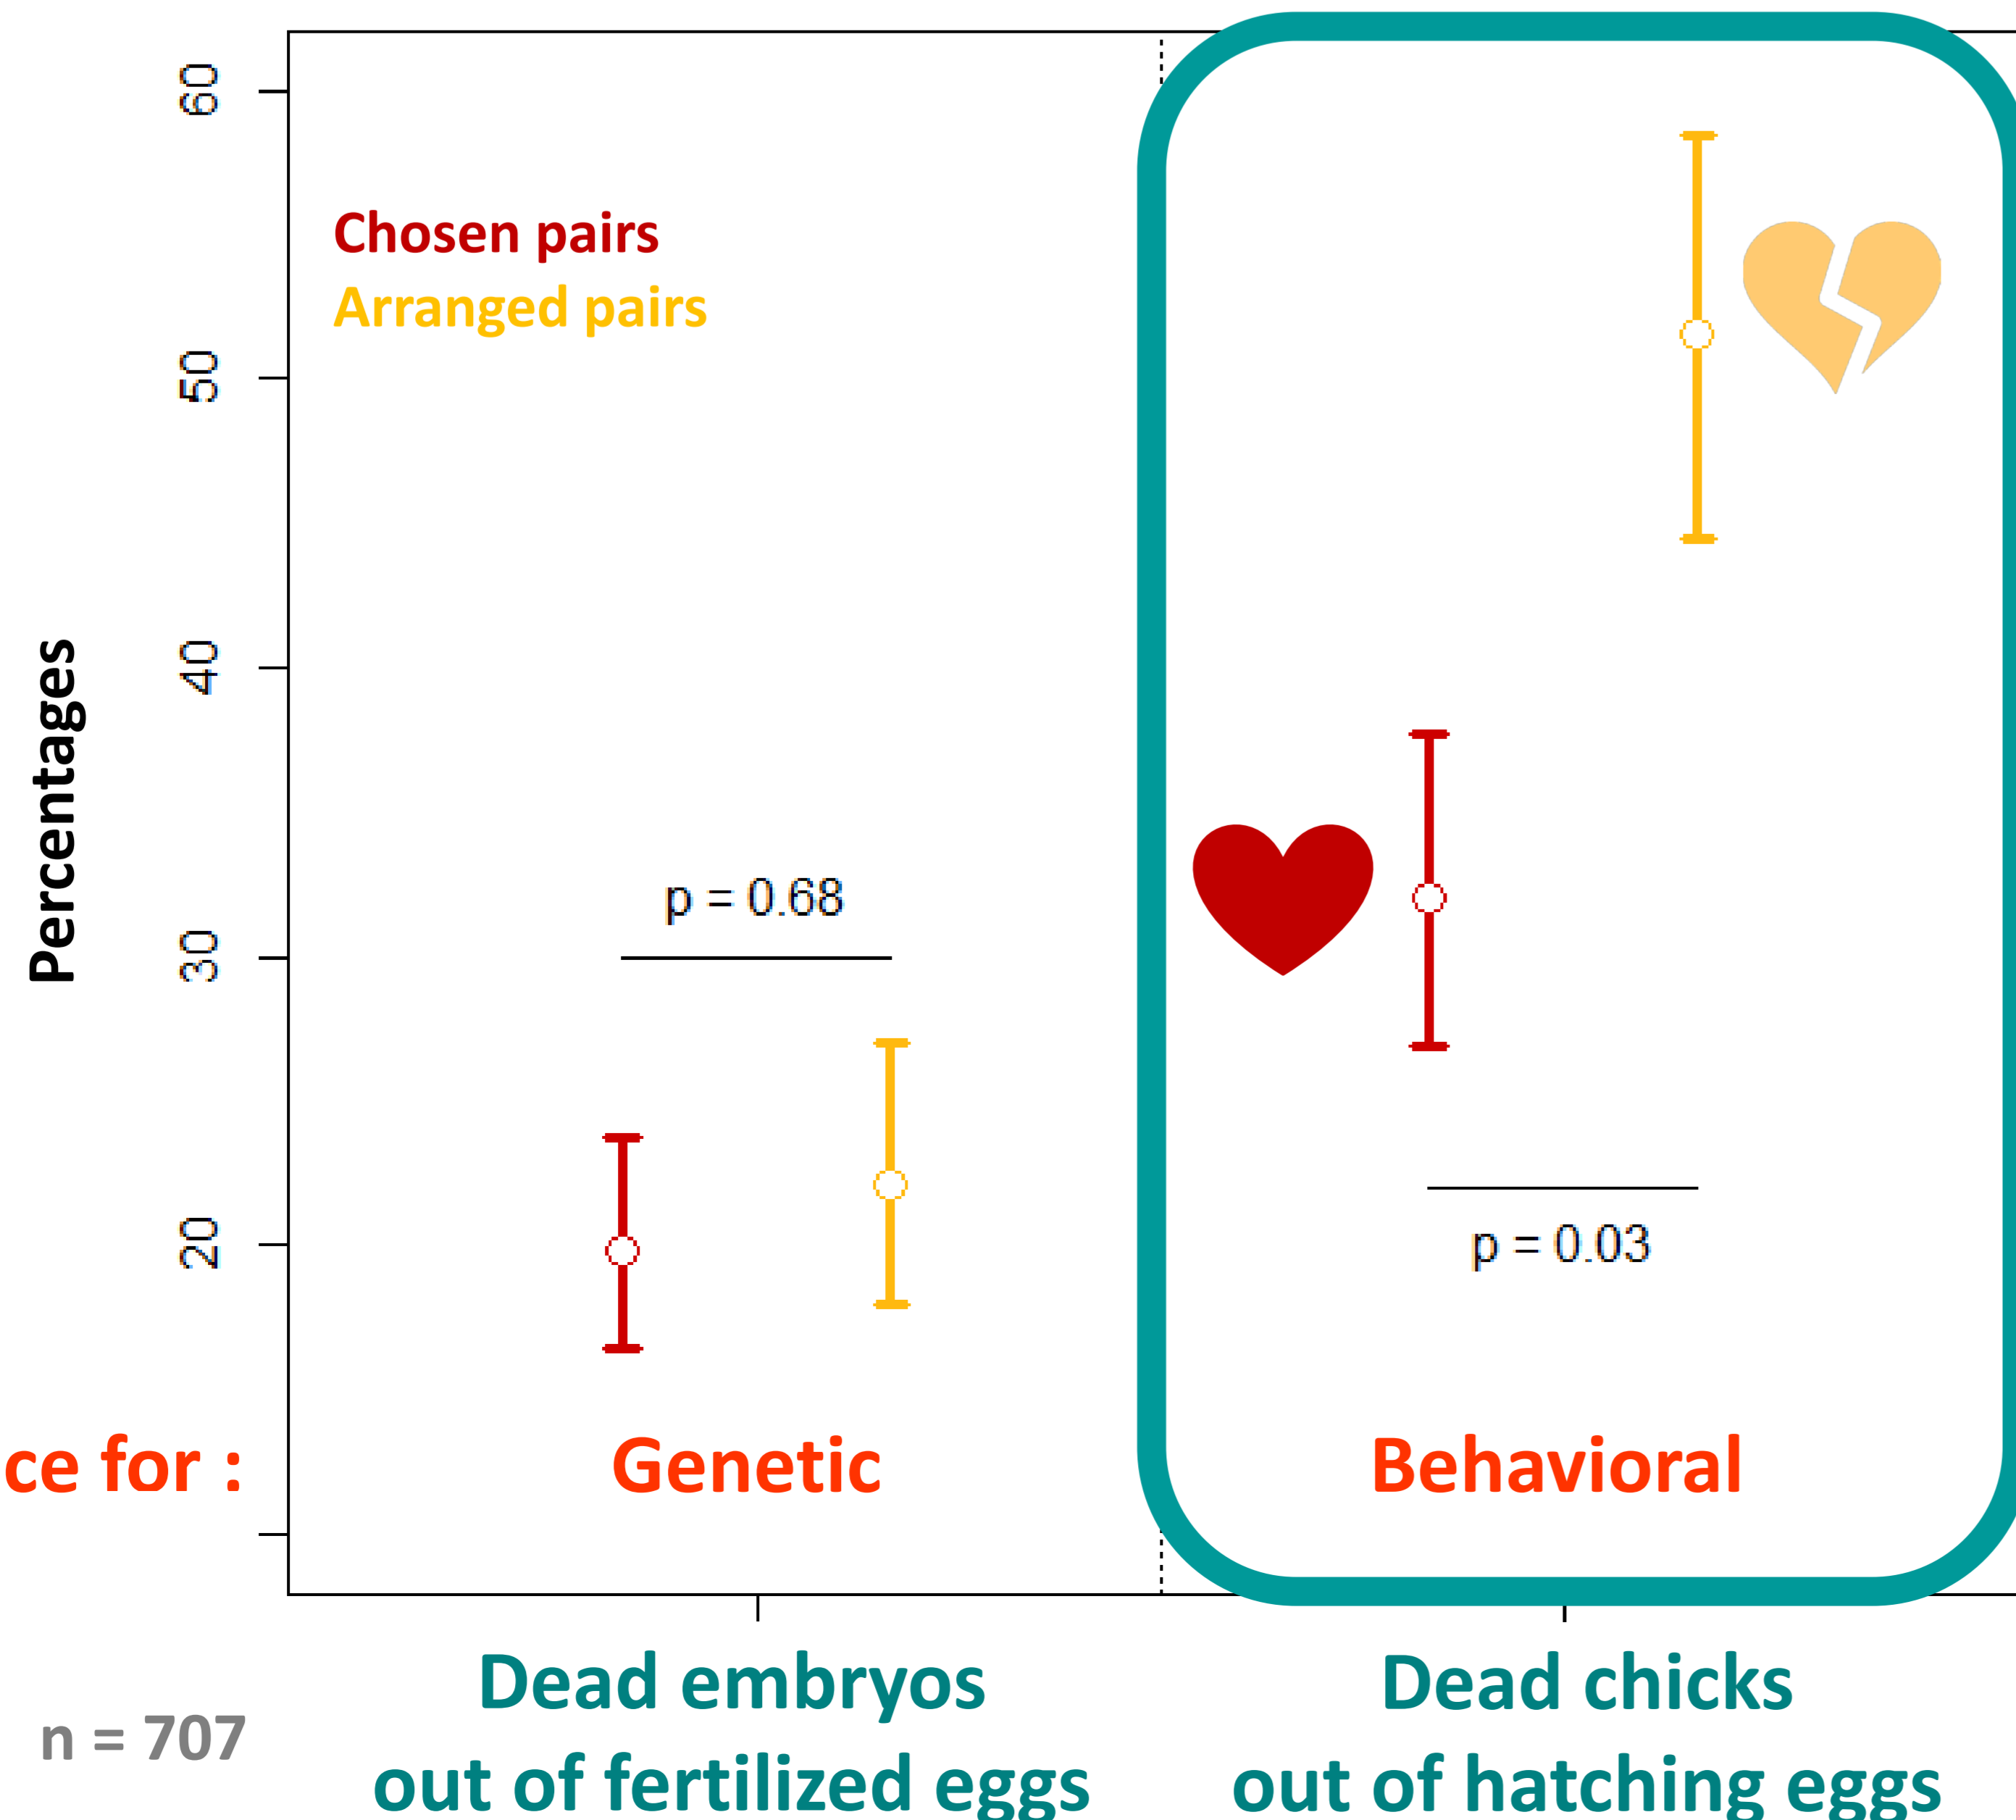 60
50
40
30
20
Percentages
Chosen pairs
Arranged pairs
p = 0.68
p = 0.03
ce for :
Genetic
Behavioral
Dead embryos
out of fertilized eggs
Dead chicks
out of hatching eggs
n = 707